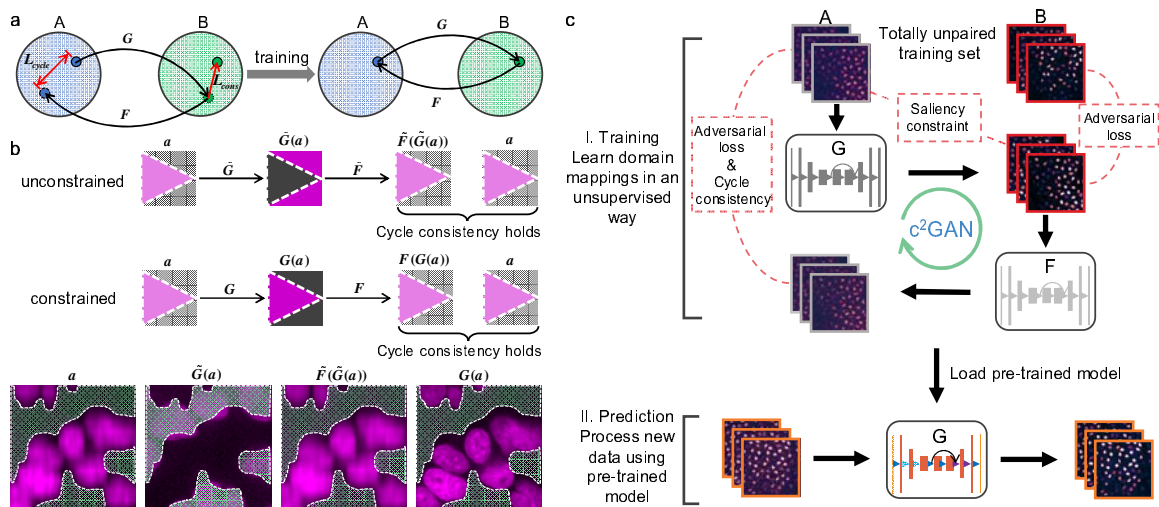 a
A
B
G
L_cycle
L_cons
F
training
A
B
G
F
b
a
G̃(a)
F̃(G̃(a))
a
unconstrained
G̃
F̃
Cycle consistency holds
a
G(a)
F(G(a))
a
constrained
G
F
Cycle consistency holds
a
G̃(a)
F̃(G̃(a))
G(a)
c
A
B
Totally unpaired
training set
I. Training
Learn domain
mappings in an
unsupervised
way
Adversarial
loss
&
Cycle
consistency
Saliency
constraint
Adversarial
loss
G
c²GAN
F
Load pre-trained model
II. Prediction
Process new
data using
pre-trained
model
G